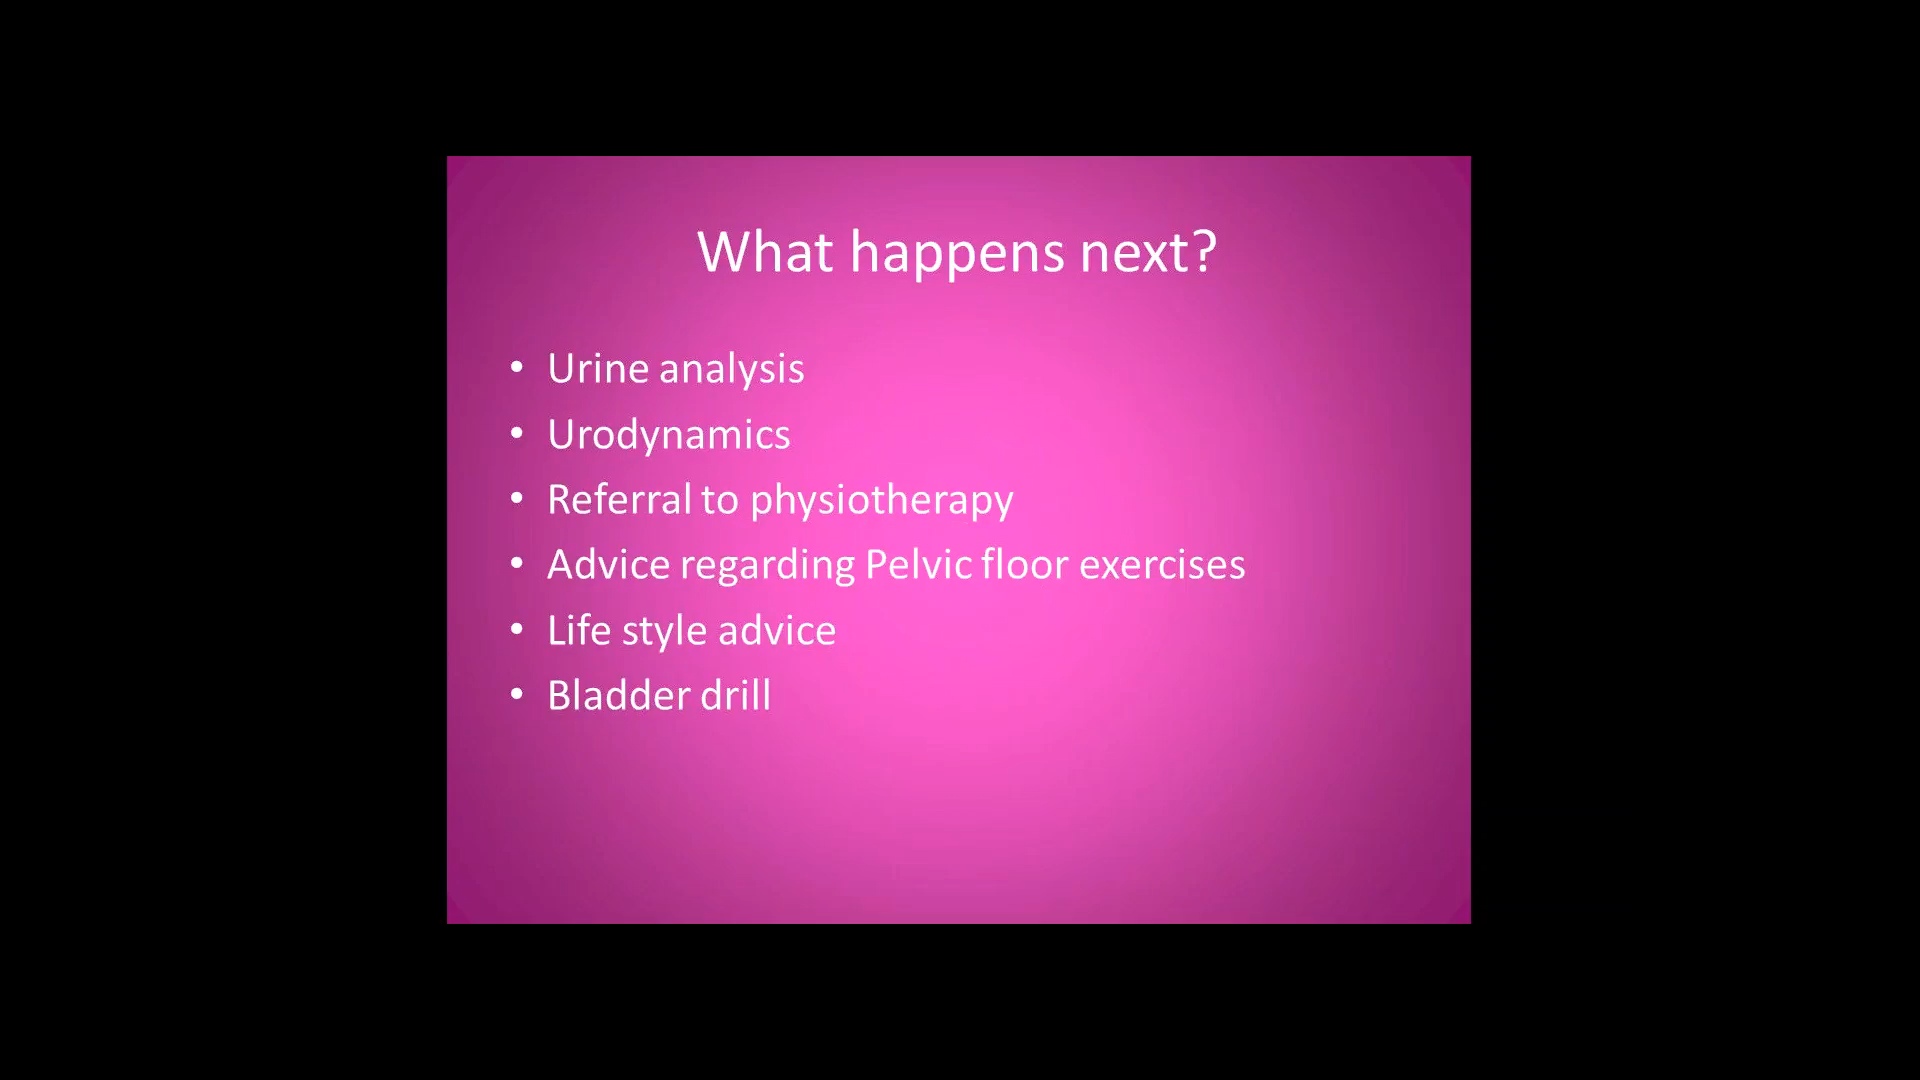 What happens next?
• Urine analysis
• Urodynamics
• Referral to physiotherapy
• Advice regarding Pelvic floor exercises
• Life style advice
• Bladder drill